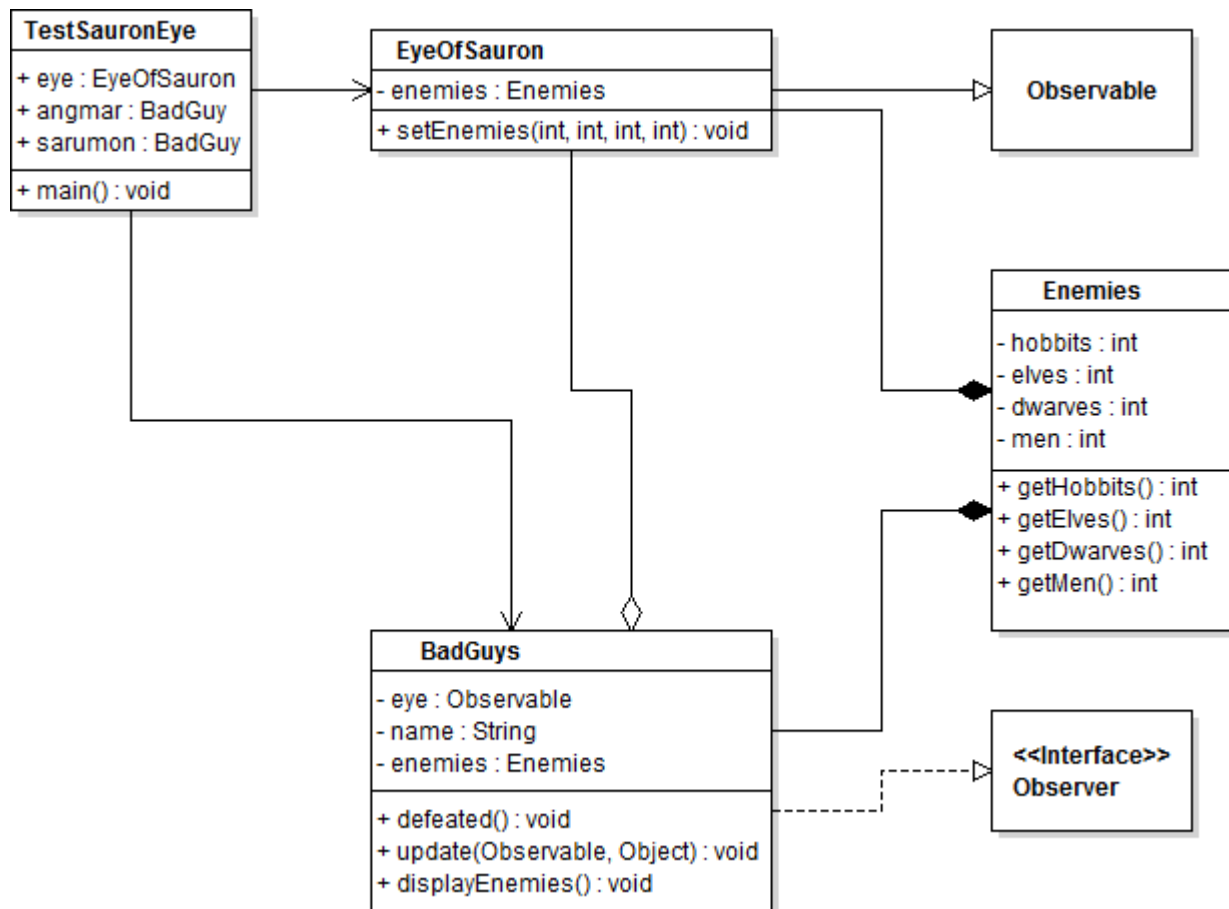 TestSauronEye
+ eye : EyeOfSauron
+ angmar : BadGuy
+ sarumon : BadGuy
+ main() : void
EyeOfSauron
- enemies : Enemies
+ setEnemies(int, int, int, int) : void
Observable
Enemies
- hobbits : int
- elves : int
- dwarves : int
- men : int
+ getHobbits() : int
+ getElves() : int
+ getDwarves() : int
+ getMen() : int
BadGuys
- eye : Observable
- name : String
- enemies : Enemies
+ defeated() : void
+ update(Observable, Object) : void
+ displayEnemies() : void
<<Interface>>
Observer